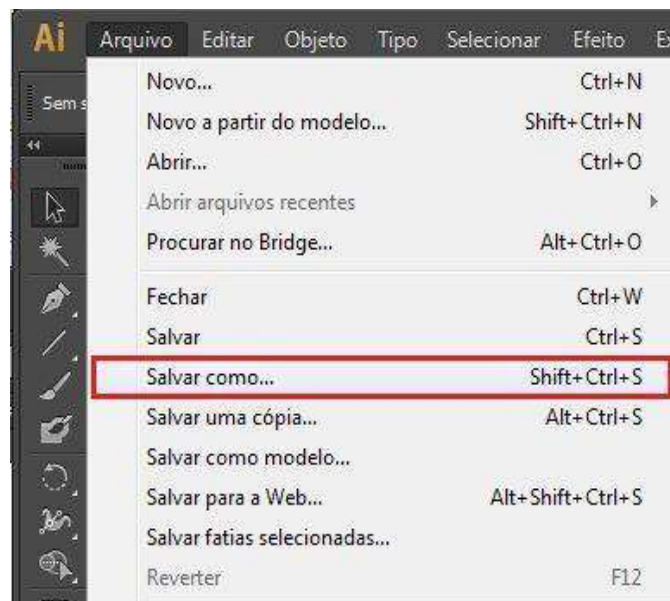 Ai Arquivo Editar Objeto Tipo Selecionar Efeito
Sem s
Novo... Ctrl+N
Novo a partir do modelo... Shift+Ctrl+N
Abrir... Ctrl+O
Abrir arquivos recentes
Procurar no Bridge... Alt+Ctrl+O
Fechar Ctrl+W
Salvar Ctrl+S
Salvar como... Shift+Ctrl+S
Salvar uma cópia... Alt+Ctrl+S
Salvar como modelo...
Salvar para a Web... Alt+Shift+Ctrl+S
Salvar fatias selecionadas...
Reverter F12